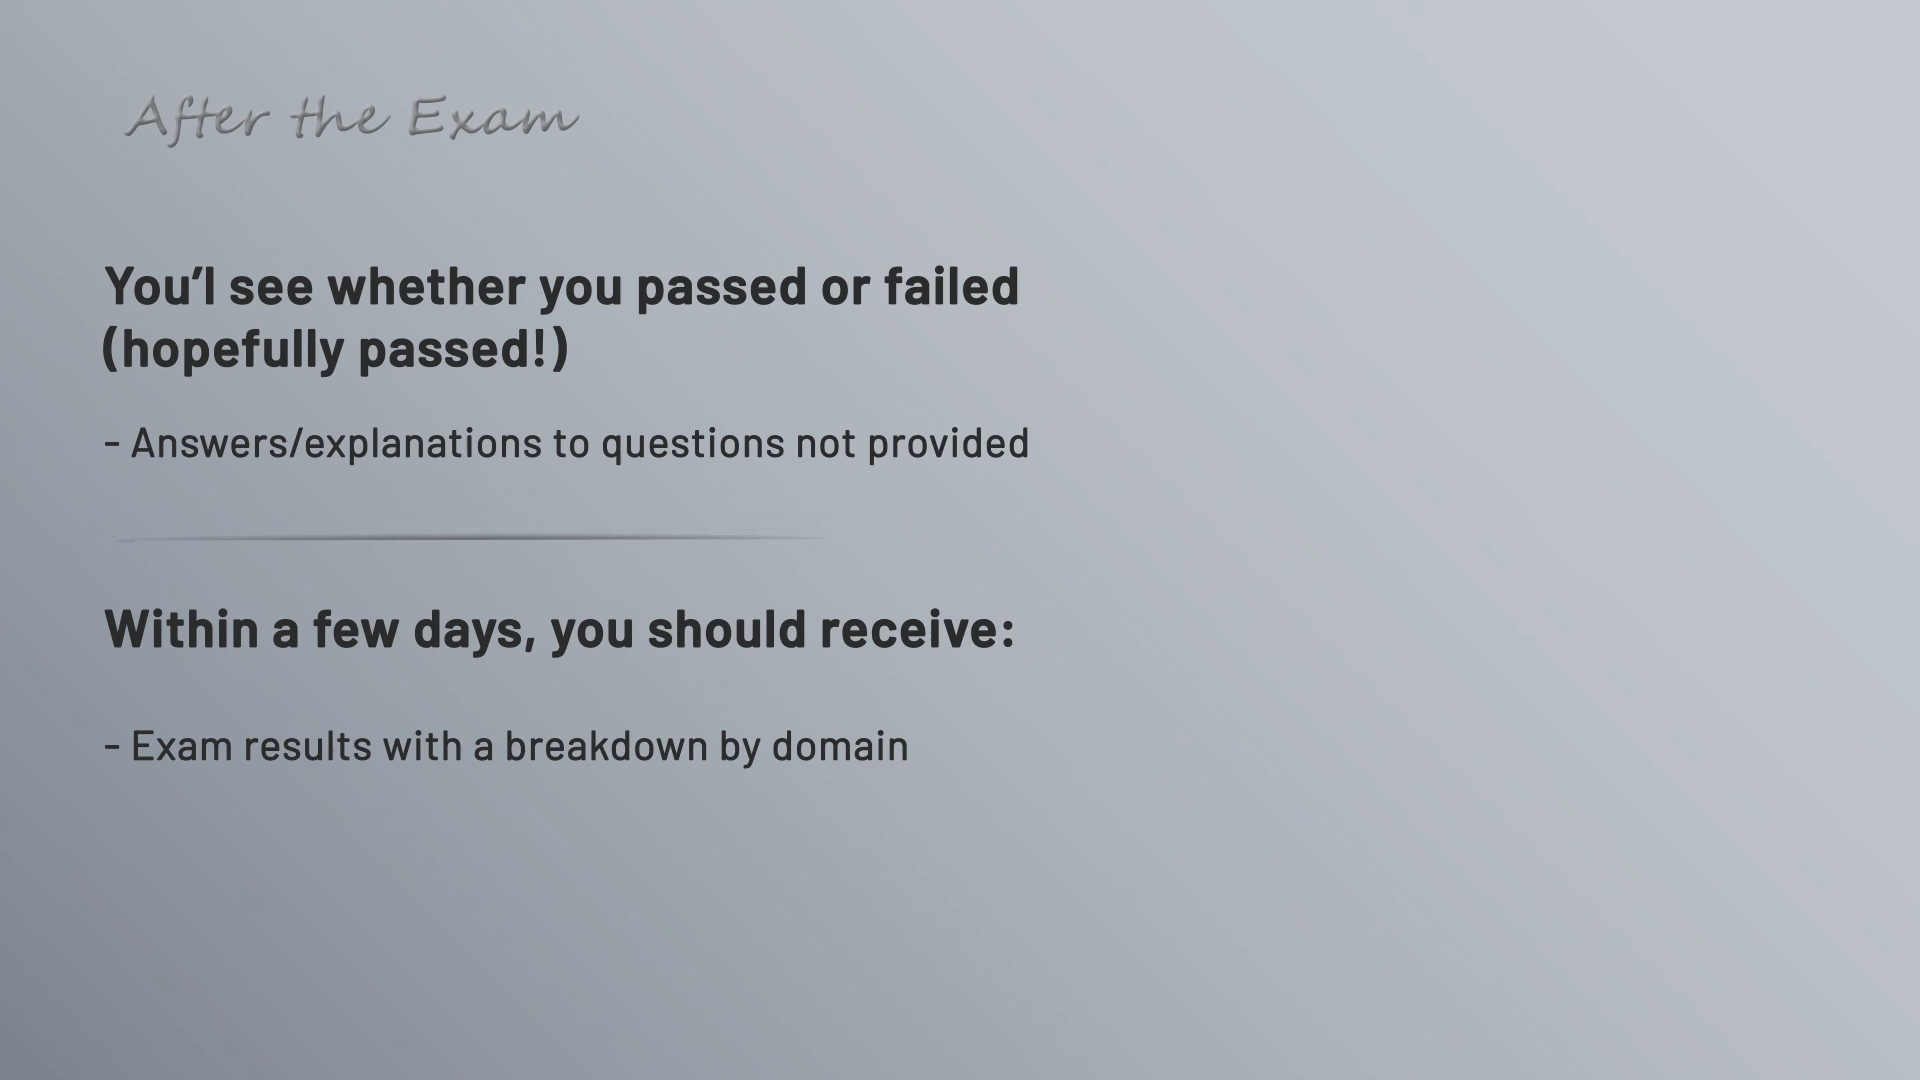 After the Exam
You’l see whether you passed or failed
(hopefully passed!)
- Answers/explanations to questions not provided
Within a few days, you should receive:
- Exam results with a breakdown by domain